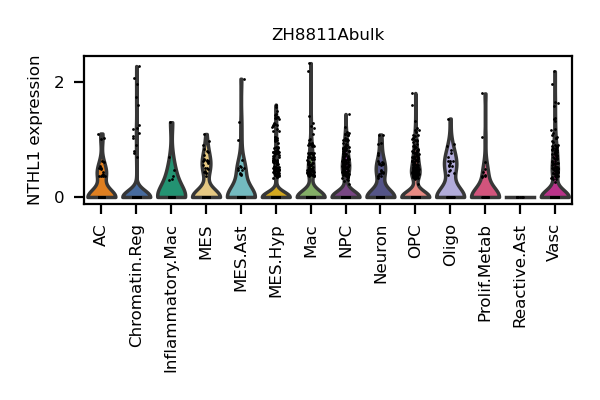 ZH8811Abulk
NTHL1 expression
2
0
AC
Chromatin.Reg
Inflammatory.Mac
MES
MES.Ast
MES.Hyp
Mac
NPC
Neuron
OPC
Oligo
Prolif.Metab
Reactive.Ast
Vasc